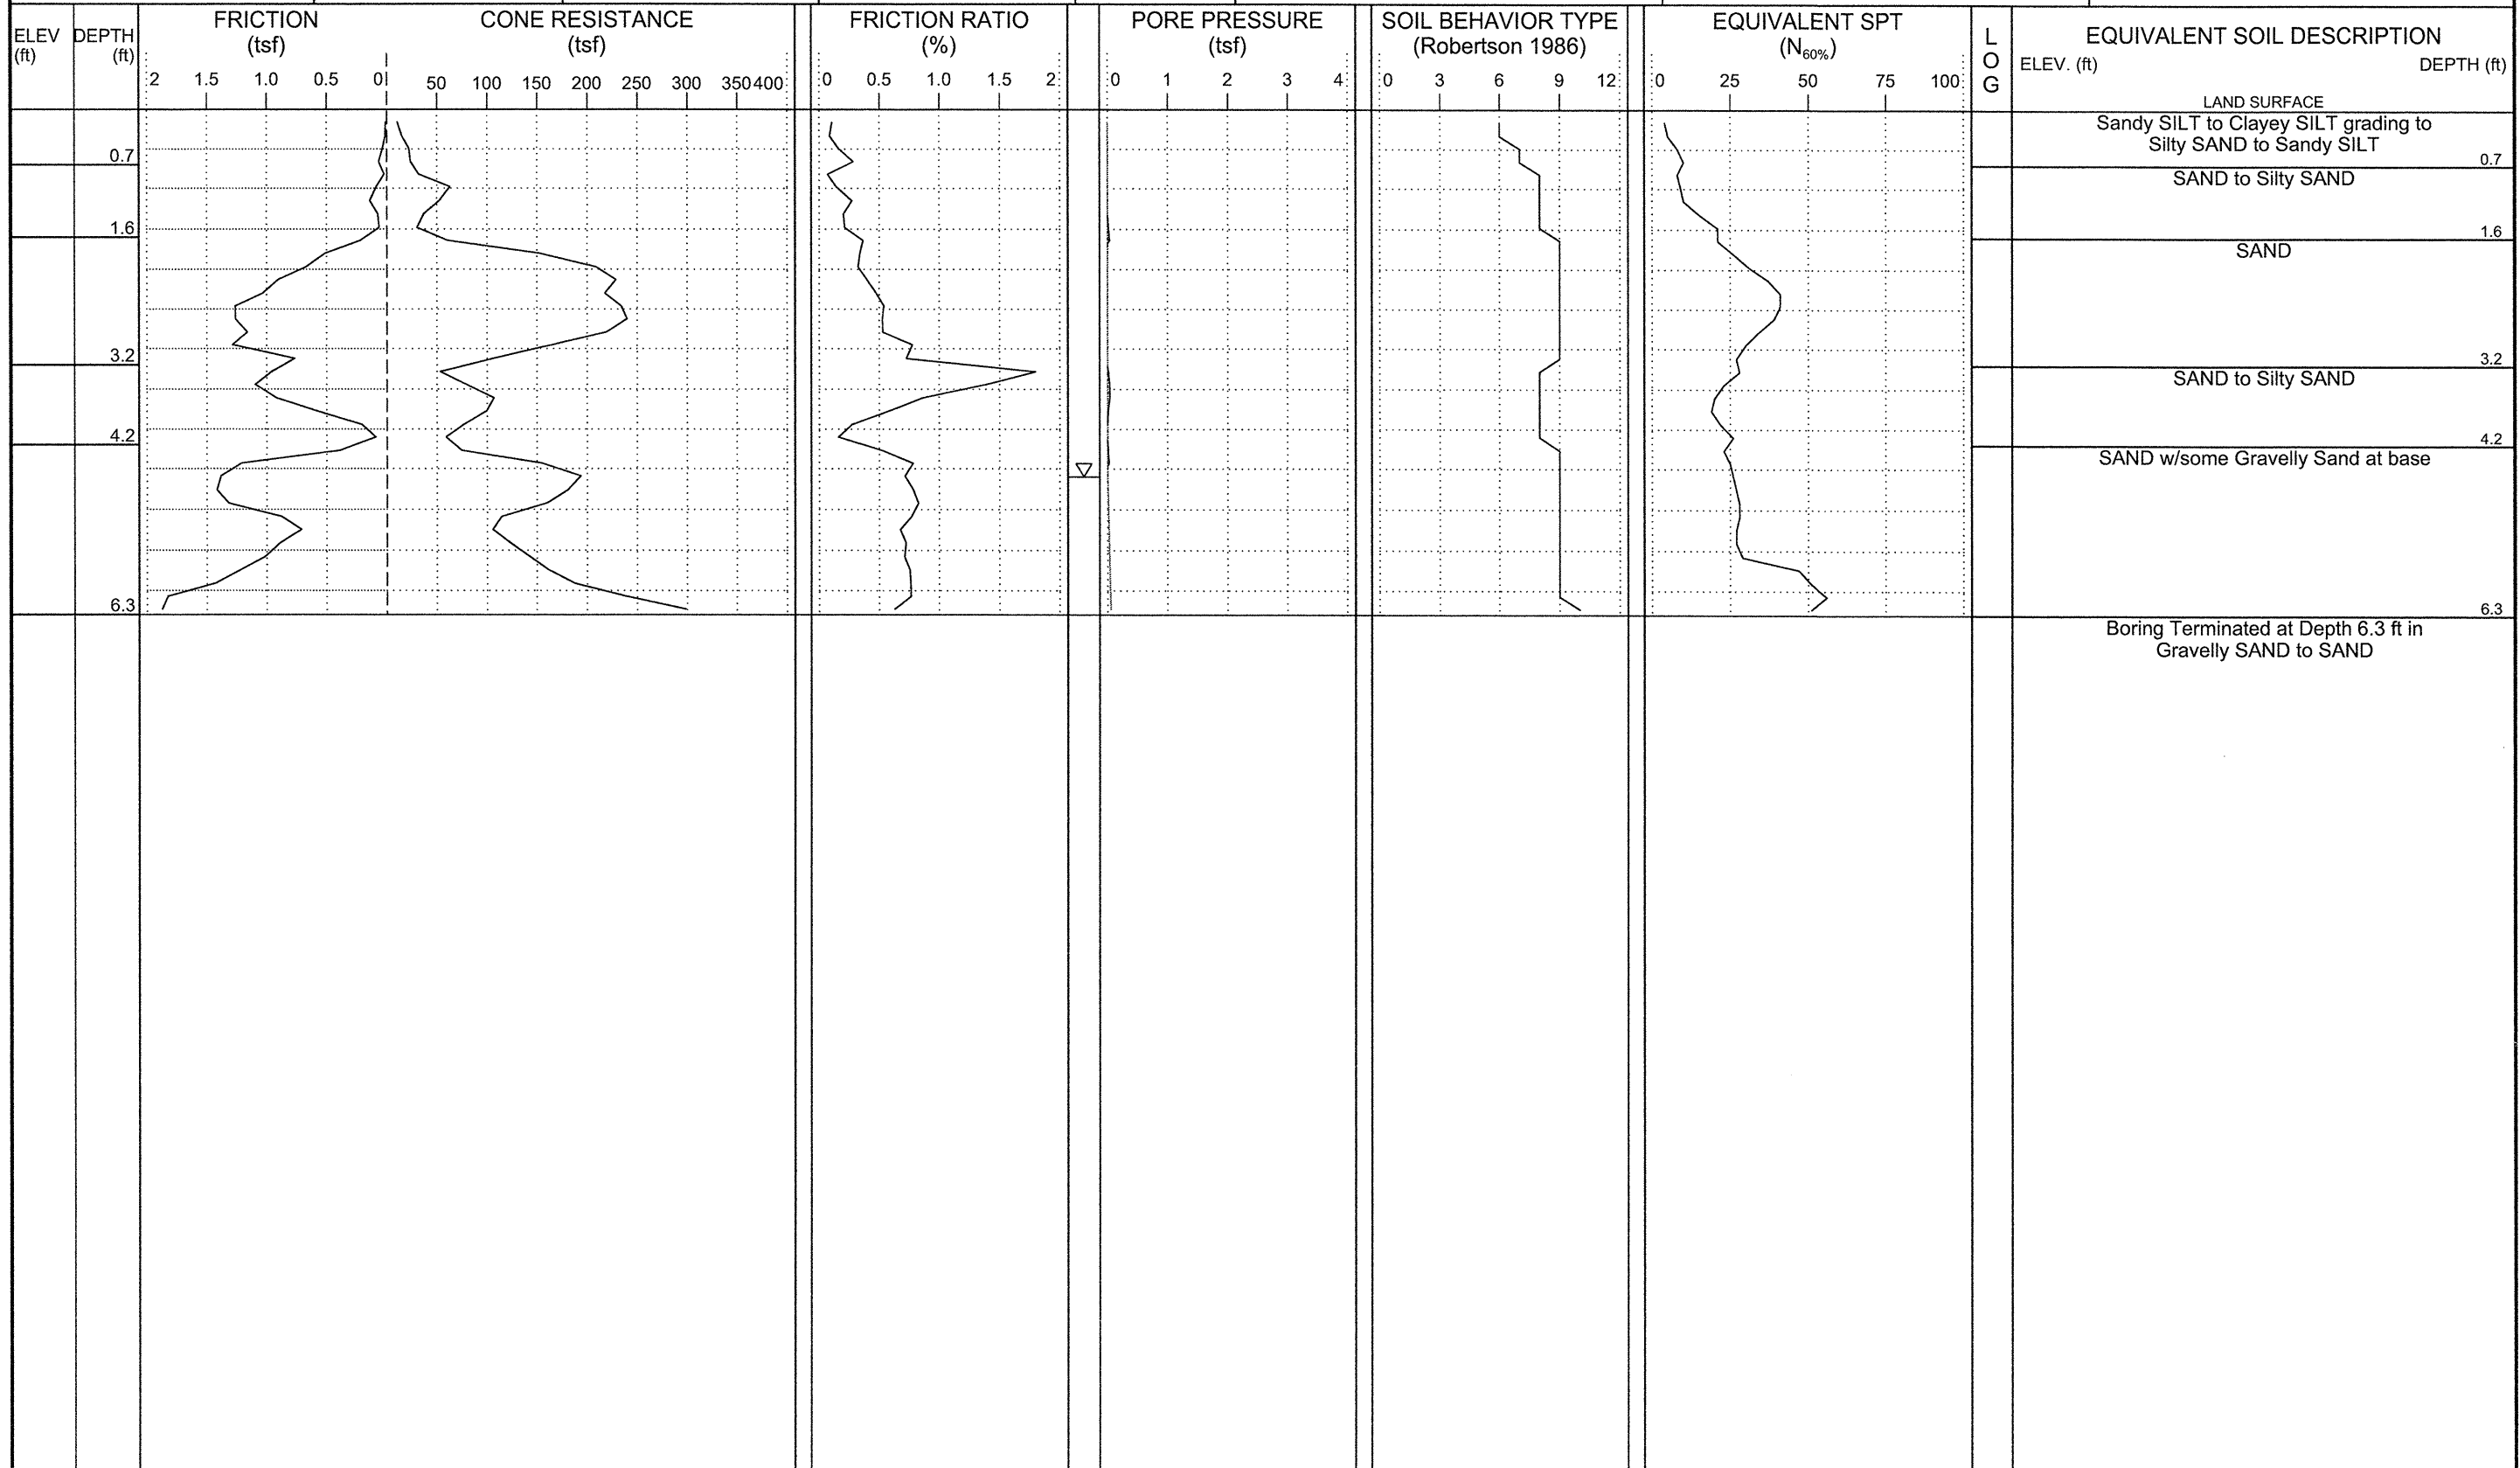 FRICTION CONE RESISTANCE FRICTION RATIO PORE PRESSURE SOIL BEHAVIOR TYPE EQUIVALENT SPT
ELEV DEPTH (tsf) (tsf) (%) (tsf) (Robertson 1986) (N60%) L EQUIVALENT SOIL DESCRIPTION
(ft) (ft) O ELEV. (ft) DEPTH (ft)
2 1.5 1.0 0.5 0 50 100 150 200 250 300 350 400 0 0.5 1.0 1.5 2 0 1 2 3 4 0 3 6 9 12 0 25 50 75 100 G
LAND SURFACE
Sandy SILT to Clayey SILT grading to
Silty SAND to Sandy SILT
0.7 0.7
SAND to Silty SAND
1.6 1.6
SAND
3.2 3.2
SAND to Silty SAND
4.2 4.2
SAND w/some Gravelly Sand at base
6.3 6.3
Boring Terminated at Depth 6.3 ft in
Gravelly SAND to SAND